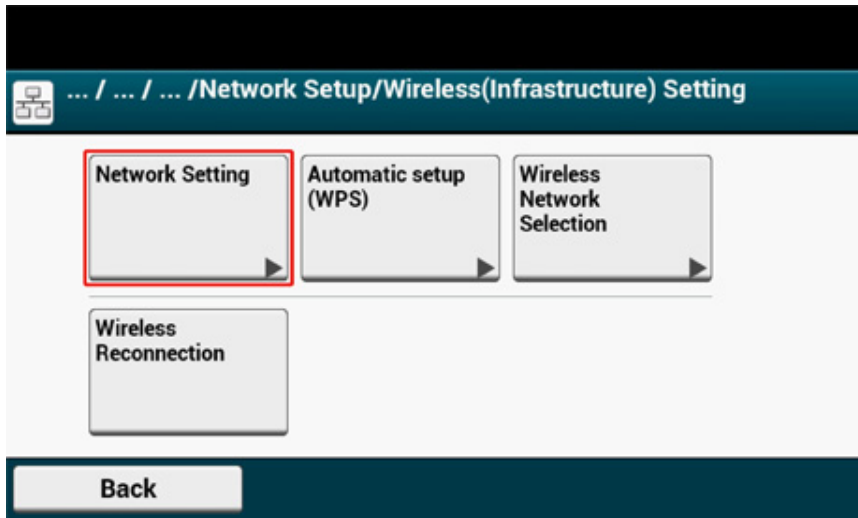 ... / ... / ... /Network Setup/Wireless(Infrastructure) Setting
Network Setting
Automatic setup
(WPS)
Wireless
Network
Selection
Wireless
Reconnection
Back